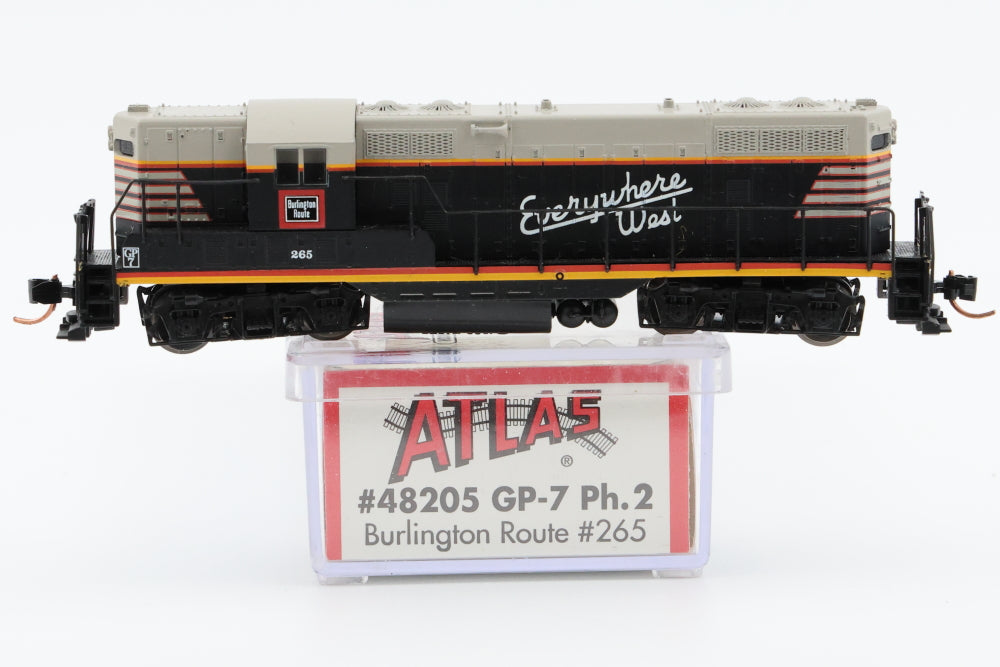 Everywhere
West
Burlington
Route
265
GP
7
ATLAS
®
#48205 GP-7 Ph.2
Burlington Route #265